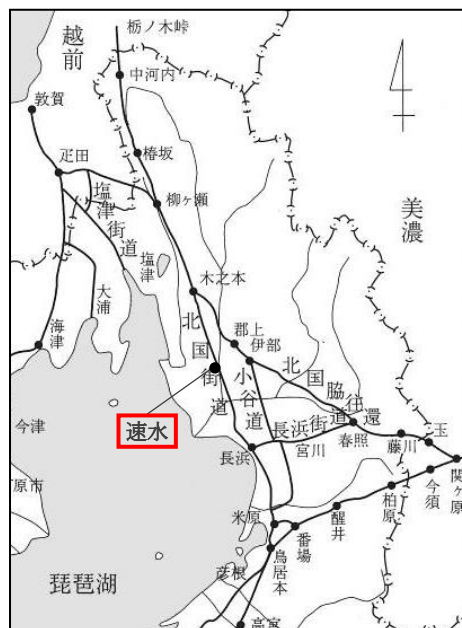 栃ノ木峠
越前
中河内
敦賀
疋田
椿坂
塩津街道
柳ヶ瀬
美濃
塩津
木之本
大浦
海津
北国街道
郡上
伊部
小谷道
北国脇往還
速水
長浜街道
今津
長浜
宮川
春照
藤川
玉
関ヶ原
今須
柏原
醒井
原市
米原
番場
鳥居本
彦根
琵琶湖
高宮